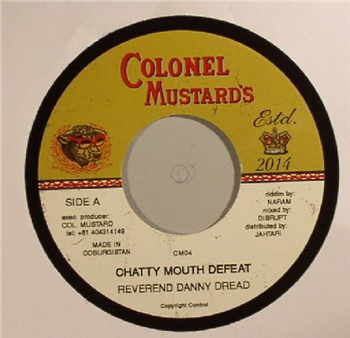 COLONEL
MUSTARD'S
Estd.
2014
SIDE A
exec. producer:
COL. MUSTARD
tel: +61 404314149
MADE IN
COBURGISTAN
CM04
riddim by:
NARAM
mixed by:
DISRUPT
distributed by:
JAHTARI
CHATTY MOUTH DEFEAT
REVEREND DANNY DREAD
Copyright Control